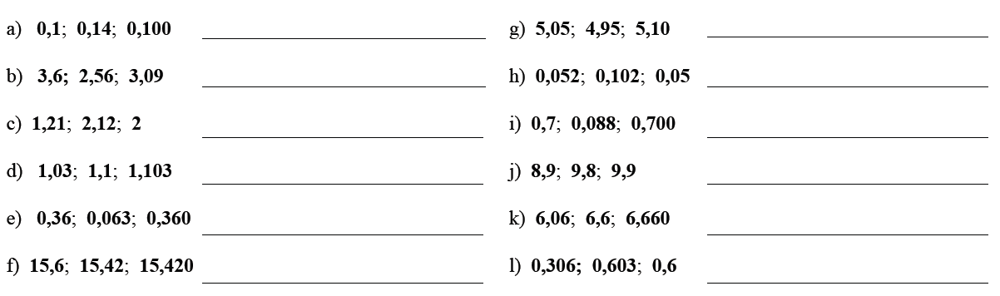 a) 0,1; 0,14; 0,100
b) 3,6; 2,56; 3,09
c) 1,21; 2,12; 2
d) 1,03; 1,1; 1,103
e) 0,36; 0,063; 0,360
f) 15,6; 15,42; 15,420
g) 5,05; 4,95; 5,10
h) 0,052; 0,102; 0,05
i) 0,7; 0,088; 0,700
j) 8,9; 9,8; 9,9
k) 6,06; 6,6; 6,660
l) 0,306; 0,603; 0,6